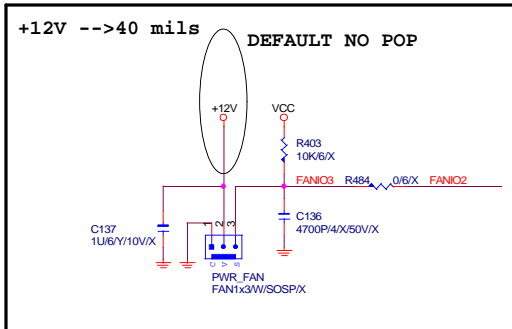 +12V -->40 mils
DEFAULT NO POP
+12V
VCC
R403
10K/6/X
FANIO3
R484
0/6/X
FANIO2
C137
1U/6/Y/10V/X
1
2
3
C136
4700P/4/X/50V/X
C
V
S
PWR_FAN
FAN1x3/W/SOSP/X